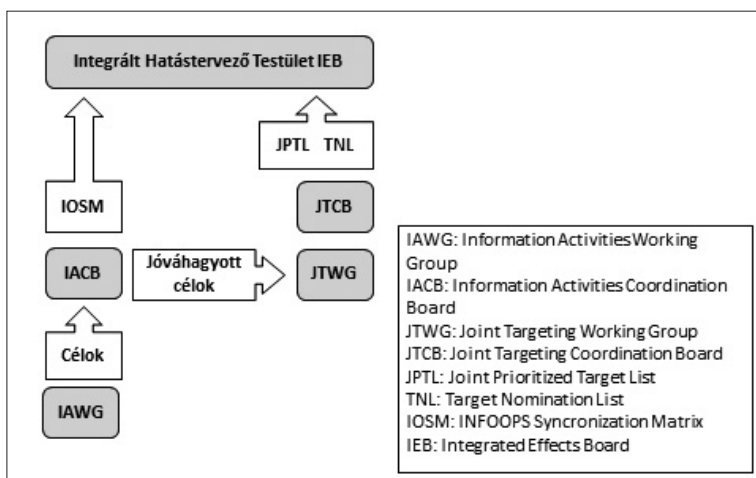 Integrált Hatástervező Testület IEB
JPTL TNL
IOSM
JTCB
IACB
Jóváhagyott
célok
JTWG
Célok
IAWG
IAWG: Information Activities Working
Group
IACB: Information Activities Coordination
Board
JTWG: Joint Targeting Working Group
JTCB: Joint Targeting Coordination Board
JPTL: Joint Prioritized Target List
TNL: Target Nomination List
IOSM: INFOOPS Syncronization Matrix
IEB: Integrated Effects Board